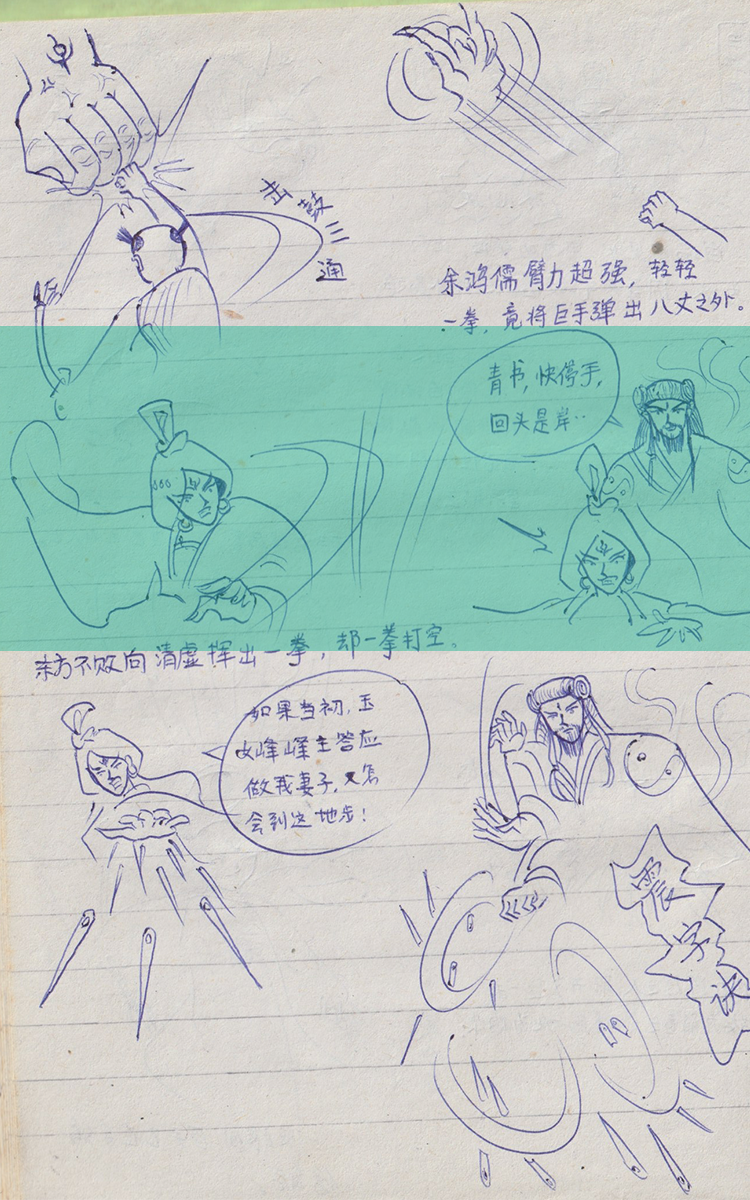 击鼓三通
余鸿儒臂力超强，轻轻
一拳，竟将巨手弹出八丈之外。
青书，快停手，
回头是岸··
东方不败向清虚挥出一拳，却一拳打空。
如果当初，玉
女峰峰主答应
做我妻子，又怎
会到这地步！
震字诀